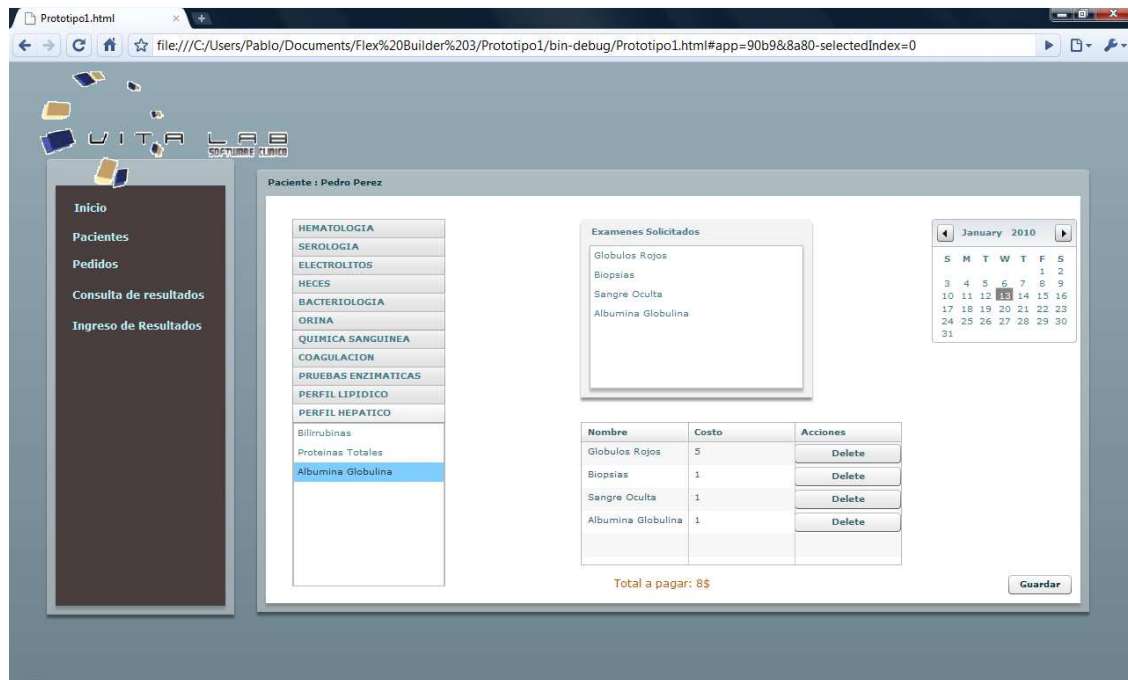 Prototipo1.html
file:///C:/Users/Pablo/Documents/Flex%20Builder%203/Prototipo1/bin-debug/Prototipo1.html#app=90b9&8a80-selectedIndex=0
VITA LAB
SOFTWARE CLINICO
Inicio
Pacientes
Pedidos
Consulta de resultados
Ingreso de Resultados
Paciente : Pedro Perez
HEMATOLOGIA
SEROLOGIA
ELECTROLITOS
HECES
BACTERIOLOGIA
ORINA
QUIMICA SANGUINEA
COAGULACION
PRUEBAS ENZIMATICAS
PERFIL LIPIDICO
PERFIL HEPATICO
Bilirrubinas
Proteinas Totales
Albumina Globulina
Examenes Solicitados
Globulos Rojos
Biopsias
Sangre Oculta
Albumina Globulina
January 2010
S M T W T F S
1 2
3 4 5 6 7 8 9
10 11 12 13 14 15 16
17 18 19 20 21 22 23
24 25 26 27 28 29 30
31
Nombre Costo Acciones
Globulos Rojos 5 Delete
Biopsias 1 Delete
Sangre Oculta 1 Delete
Albumina Globulina 1 Delete
Total a pagar: 8$
Guardar